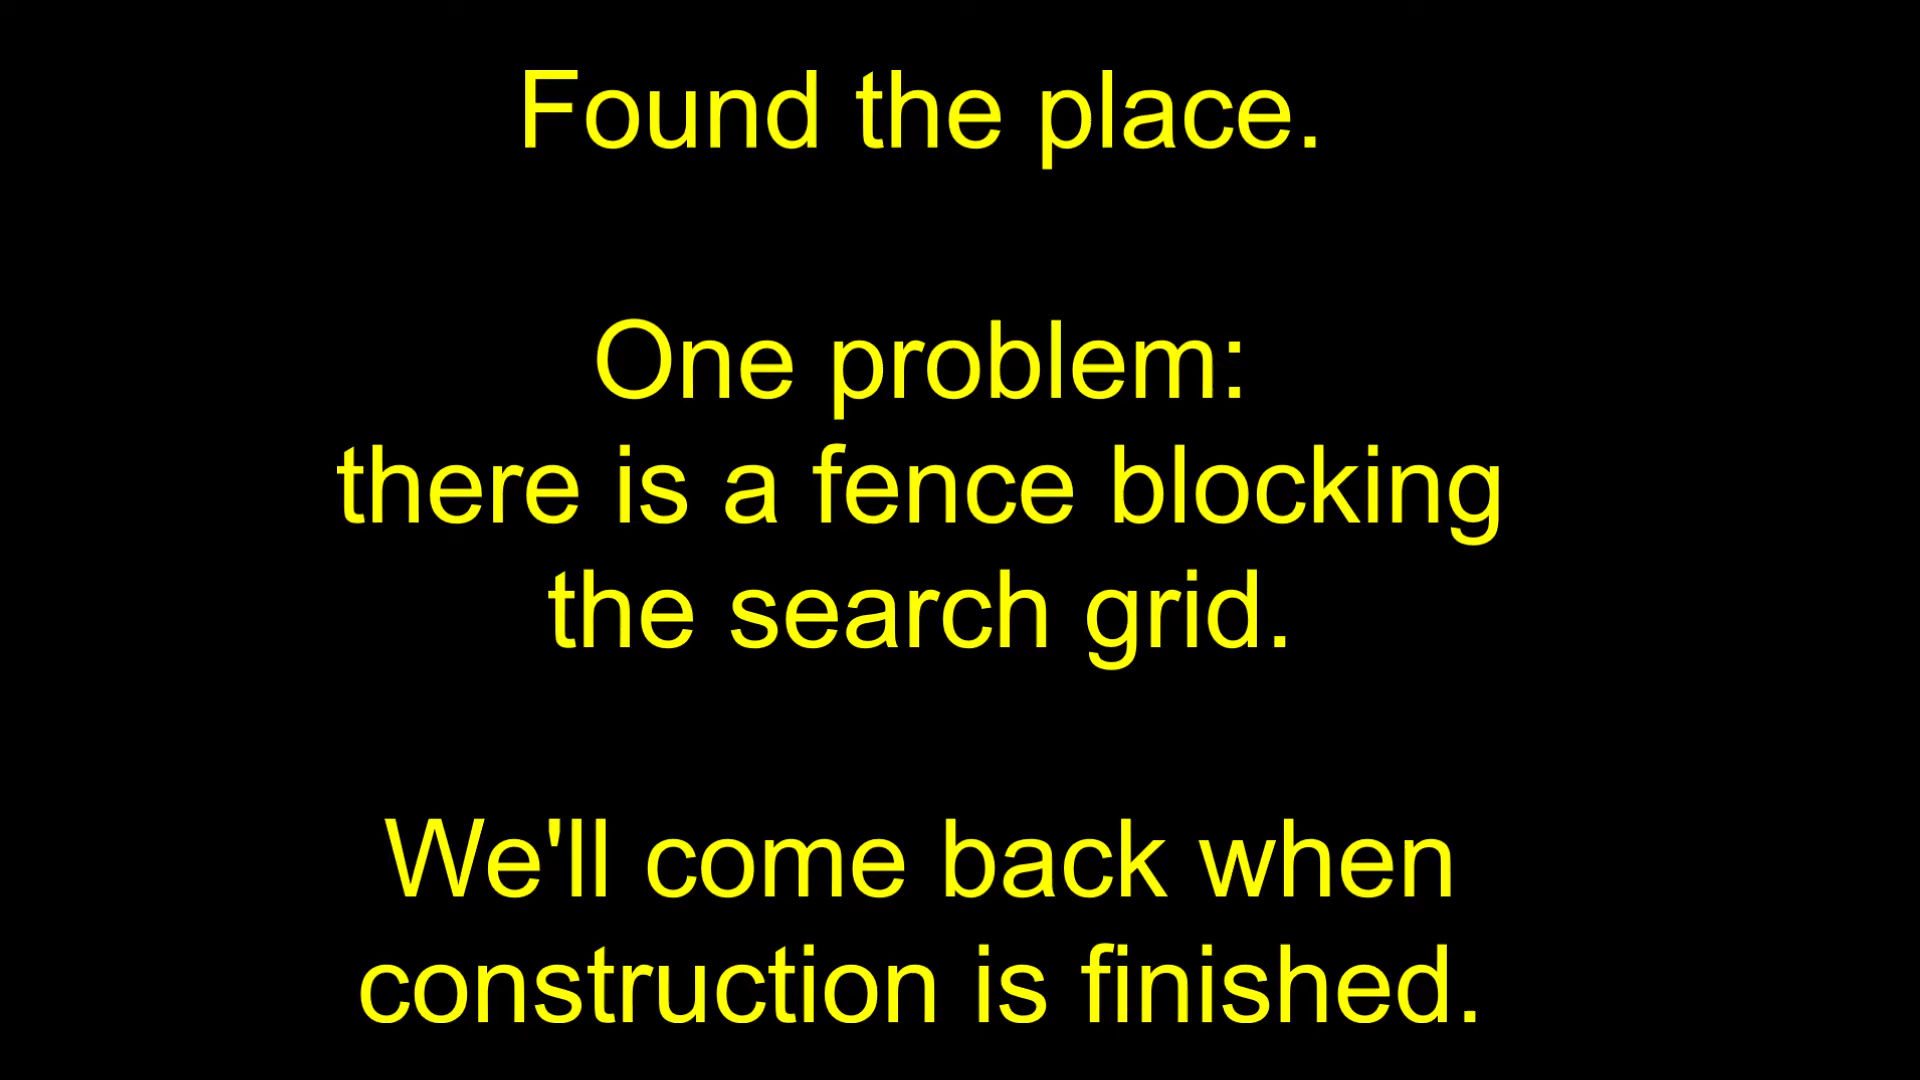 Found the place.
One problem:
there is a fence blocking
the search grid.
We'll come back when
construction is finished.